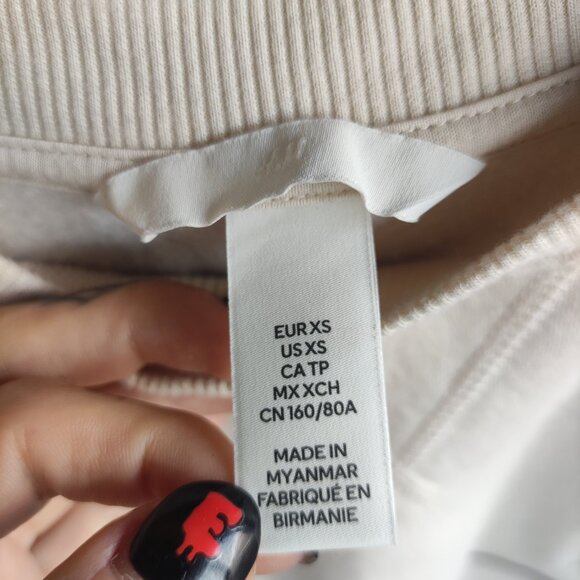 EUR XS
US XS
CA TP
MX XCH
CN 160/80A
MADE IN
MYANMAR
FABRIQUÉ EN
BIRMANIE